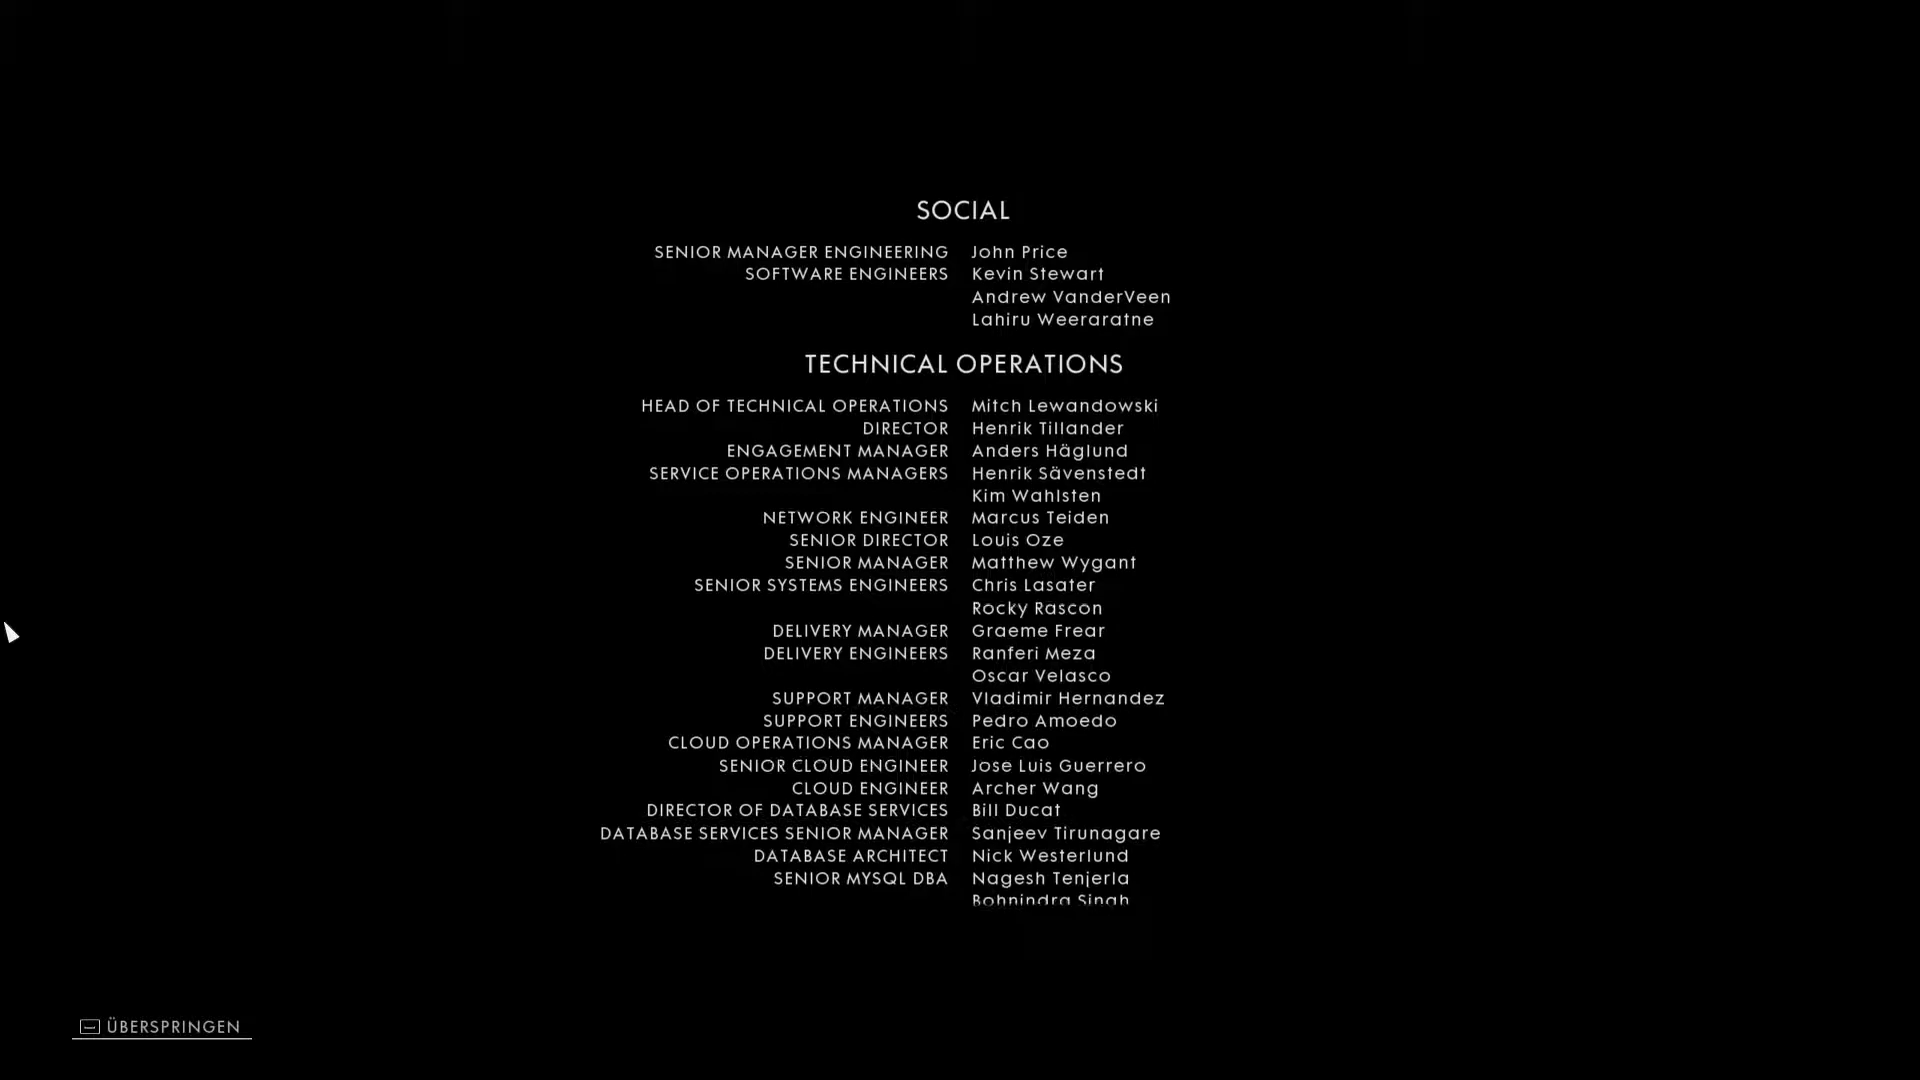 SOCIAL
SENIOR MANAGER ENGINEERING John Price
SOFTWARE ENGINEERS Kevin Stewart
Andrew VanderVeen
Lahiru Weeraratne
TECHNICAL OPERATIONS
HEAD OF TECHNICAL OPERATIONS Mitch Lewandowski
DIRECTOR Henrik Tillander
ENGAGEMENT MANAGER Anders Häglund
SERVICE OPERATIONS MANAGERS Henrik Sävenstedt
Kim Wahlsten
NETWORK ENGINEER Marcus Teiden
SENIOR DIRECTOR Louis Oze
SENIOR MANAGER Matthew Wygant
SENIOR SYSTEMS ENGINEERS Chris Lasater
Rocky Rascon
DELIVERY MANAGER Graeme Frear
DELIVERY ENGINEERS Ranferi Meza
Oscar Velasco
SUPPORT MANAGER Vladimir Hernandez
SUPPORT ENGINEERS Pedro Amoedo
CLOUD OPERATIONS MANAGER Eric Cao
SENIOR CLOUD ENGINEER Jose Luis Guerrero
CLOUD ENGINEER Archer Wang
DIRECTOR OF DATABASE SERVICES Bill Ducat
DATABASE SERVICES SENIOR MANAGER Sanjeev Tirunagare
DATABASE ARCHITECT Nick Westerlund
SENIOR MYSQL DBA Nagesh Tenjerla
Bohnindra Singh
ÜBERSPRINGEN